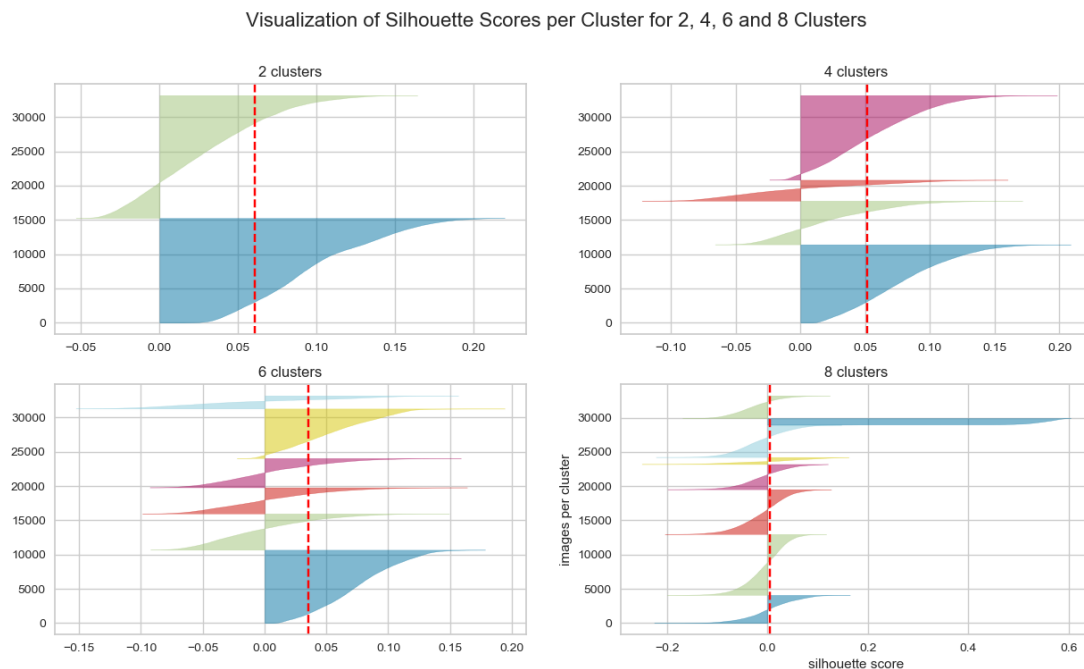 Visualization of Silhouette Scores per Cluster for 2, 4, 6 and 8 Clusters
2 clusters
30000
25000
20000
15000
10000
5000
0
−0.05 0.00 0.05 0.10 0.15 0.20
4 clusters
30000
25000
20000
15000
10000
5000
0
−0.10 −0.05 0.00 0.05 0.10 0.15 0.20
6 clusters
30000
25000
20000
15000
10000
5000
0
−0.15 −0.10 −0.05 0.00 0.05 0.10 0.15 0.20
8 clusters
images per cluster
30000
25000
20000
15000
10000
5000
0
−0.2 0.0 0.2 0.4 0.6
silhouette score